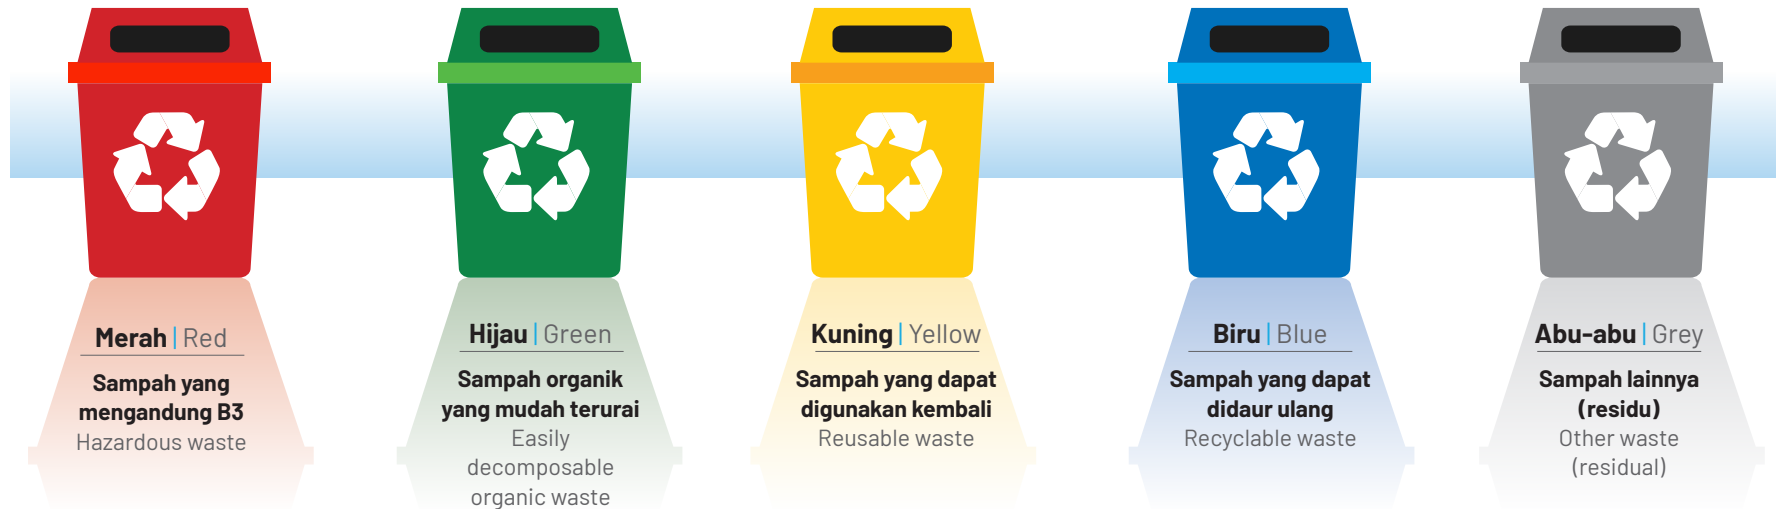 Merah | Red
Sampah yang
mengandung B3
Hazardous waste
Hijau | Green
Sampah organik
yang mudah terurai
Easily
decomposable
organic waste
Kuning | Yellow
Sampah yang dapat
digunakan kembali
Reusable waste
Biru | Blue
Sampah yang dapat
didaur ulang
Recyclable waste
Abu-abu | Grey
Sampah lainnya
(residu)
Other waste
(residual)